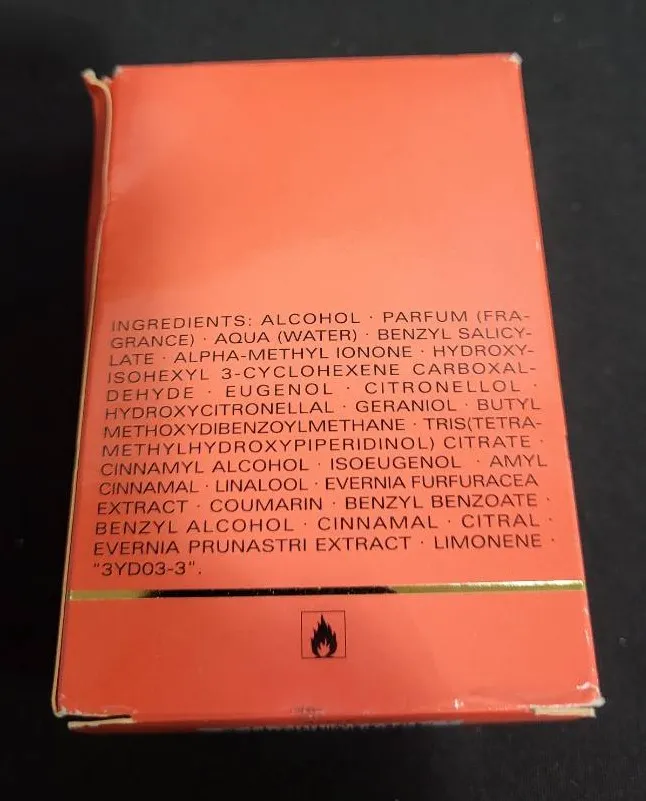 INGREDIENTS: ALCOHOL · PARFUM (FRA-
GRANCE) · AQUA (WATER) · BENZYL SALICY-
LATE · ALPHA-METHYL IONONE · HYDROXY-
ISOHEXYL 3-CYCLOHEXENE CARBOXAL-
DEHYDE · EUGENOL · CITRONELLOL ·
HYDROXYCITRONELLAL · GERANIOL · BUTYL
METHOXYDIBENZOYLMETHANE · TRIS(TETRA-
METHYLHYDROXYPIPERIDINOL) CITRATE ·
CINNAMYL ALCOHOL · ISOEUGENOL · AMYL
CINNAMAL · LINALOOL · EVERNIA FURFURACEA
EXTRACT · COUMARIN · BENZYL BENZOATE ·
BENZYL ALCOHOL · CINNAMAL · CITRAL ·
EVERNIA PRUNASTRI EXTRACT · LIMONENE ·
"3YD03-3".